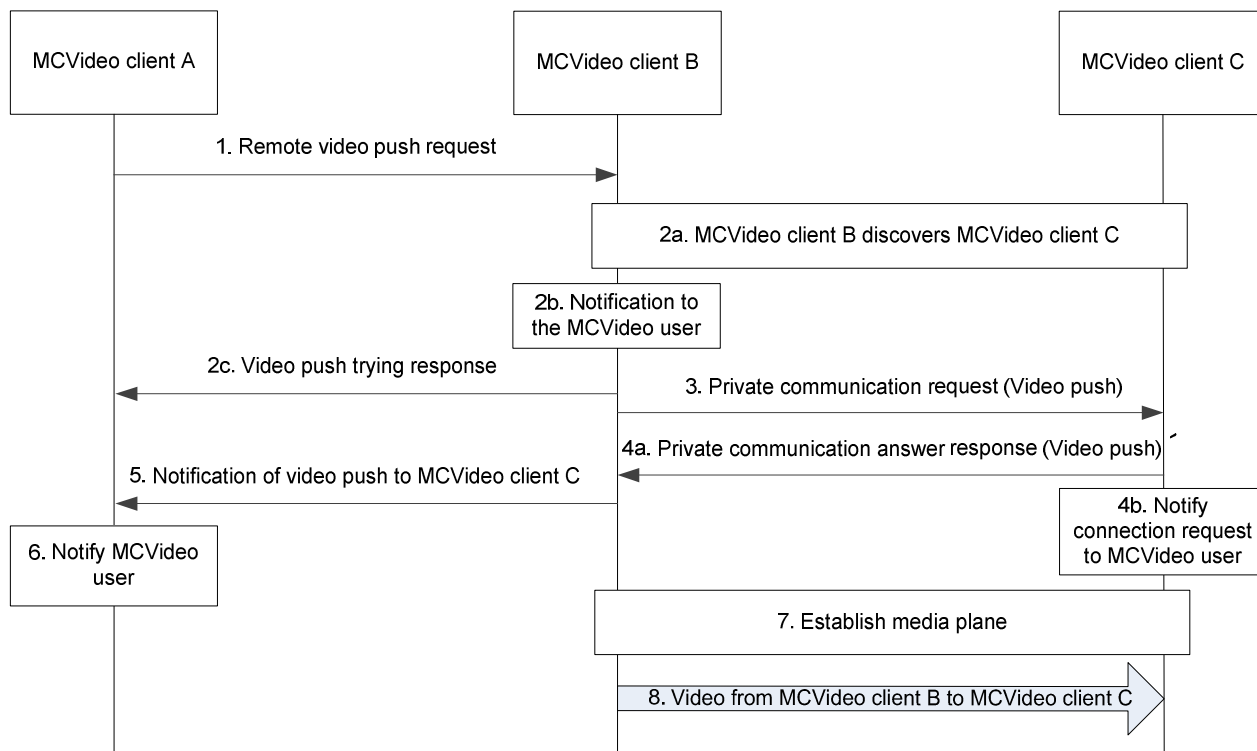 MCVideo client A
MCVideo client B
MCVideo client C
1. Remote video push request
2a. MCVideo client B discovers MCVideo client C
2b. Notification to
the MCVideo user
2c. Video push trying response
3. Private communication request (Video push)
4a. Private communication answer response (Video push)
5. Notification of video push to MCVideo client C
4b. Notify
connection request
to MCVideo user
6. Notify MCVideo
user
7. Establish media plane
8. Video from MCVideo client B to MCVideo client C